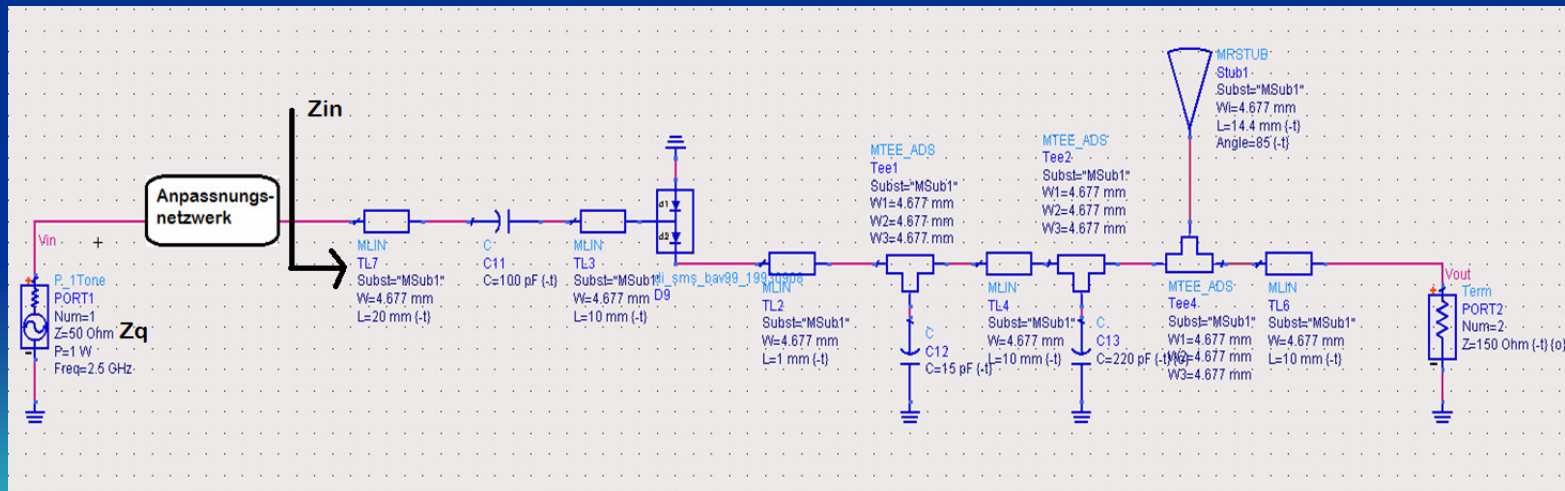 Zin
Anpassnungs-
netzwerk
Vin
P_1Tone
PORT1
Num=1
Z=50 Ohm
P=1 W
Freq=2.5 GHz
Zq
MLIN
TL7
Subst="MSub1"
W=4.677 mm
L=20 mm {-t}
C
C11
C=100 pF {-t}
MLIN
TL3
Subst="MSub1"
W=4.677 mm
L=10 mm {-t}
d1
d2
di_sms_bav99_19970908
D9
MLIN
TL2
Subst="MSub1"
W=4.677 mm
L=1 mm {-t}
MTEE_ADS
Tee1
Subst="MSub1"
W1=4.677 mm
W2=4.677 mm
W3=4.677 mm
C
C12
C=15 pF {-t}
MLIN
TL4
Subst="MSub1"
W=4.677 mm
L=10 mm {-t}
MTEE_ADS
Tee2
Subst="MSub1"
W1=4.677 mm
W2=4.677 mm
W3=4.677 mm
C
C13
C=220 pF {-t}
MRSTUB
Stub1
Subst="MSub1"
Wi=4.677 mm
L=14.4 mm {-t}
Angle=85 {-t}
MTEE_ADS
Tee4
Subst="MSub1"
W1=4.677 mm
W2=4.677 mm
W3=4.677 mm
MLIN
TL6
Subst="MSub1"
W=4.677 mm
L=10 mm {-t}
Vout
Term
PORT2
Num=2
Z=150 Ohm {-t} {o}